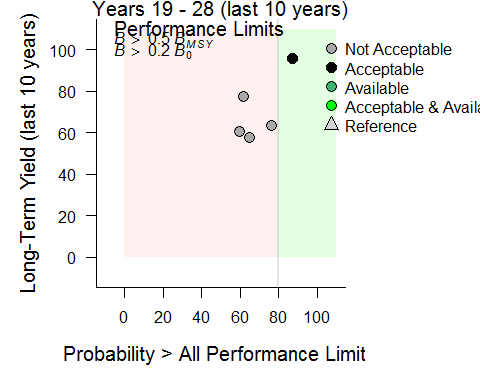 Years 19 - 28 (last 10 years)
Performance Limits
B > 0.5 B_MSY
B > 0.2 B_0
Not Acceptable
Acceptable
Available
Acceptable & Availa
Reference
Long-Term Yield (last 10 years)
100
80
60
40
20
0
0 20 40 60 80 100
Probability > All Performance Limit